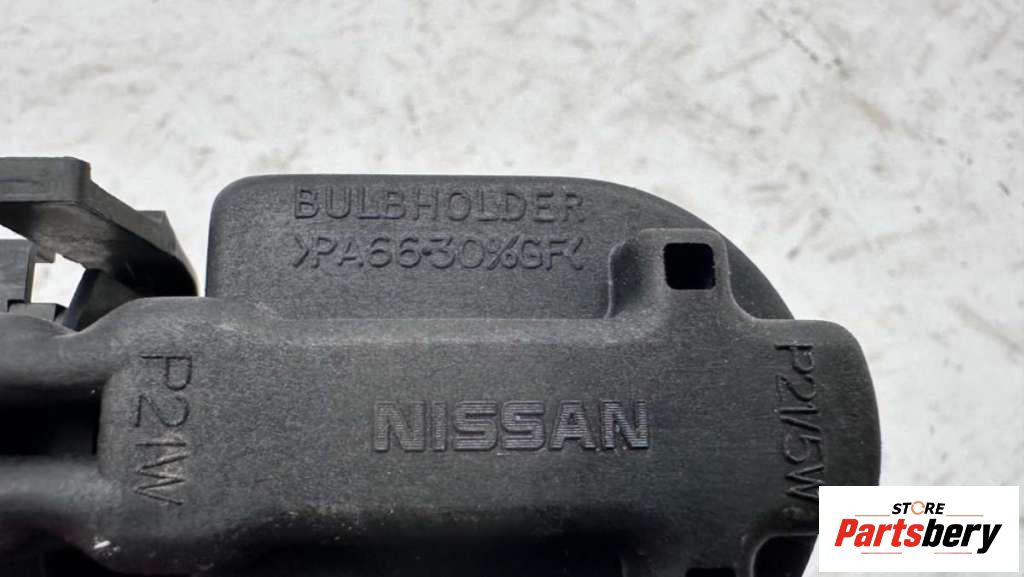 BULBHOLDER
>PA66·30%GF<
P21W
NISSAN
P21/5W
STORE
Partsbery